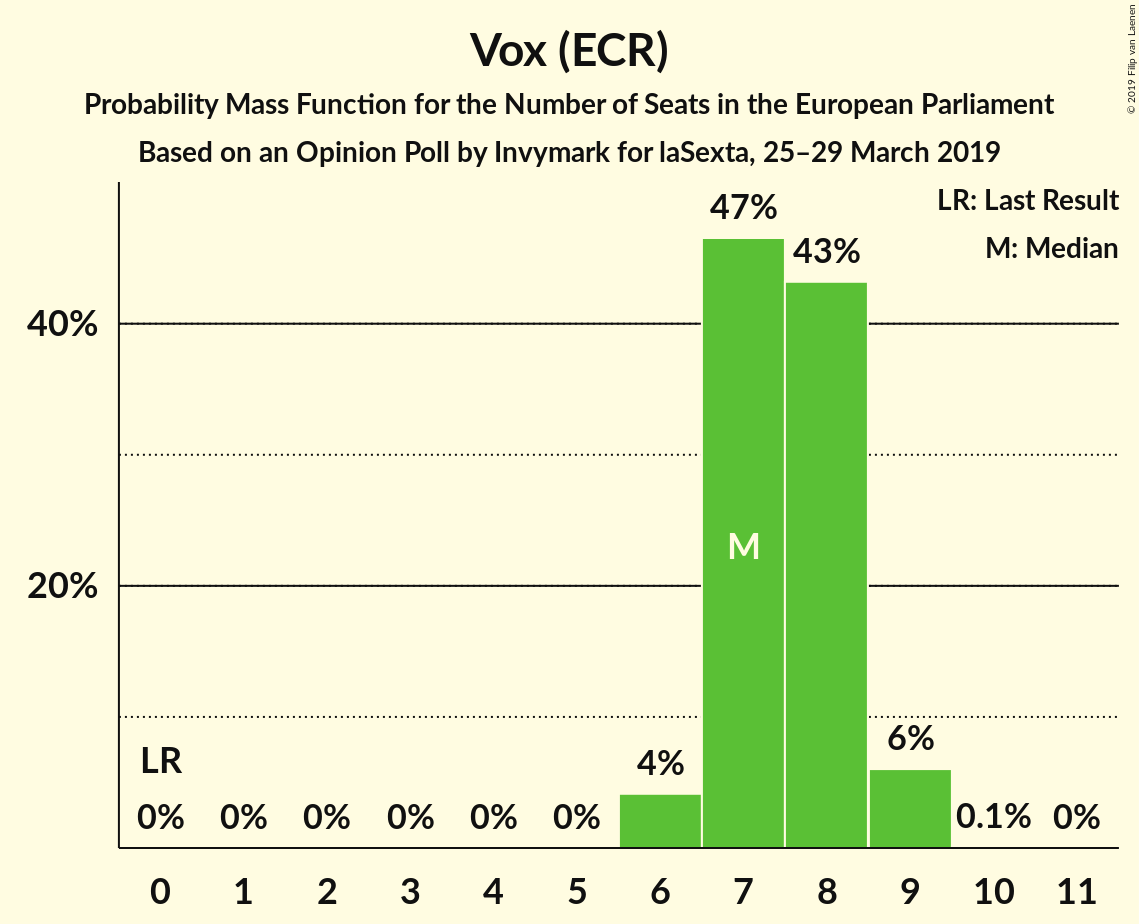 Vox (ECR)
Probability Mass Function for the Number of Seats in the European Parliament
Based on an Opinion Poll by Invymark for laSexta, 25–29 March 2019
© 2019 Filip van Laenen
LR: Last Result
M: Median
47%
43%
40%
M
20%
LR
6%
4%
0% 0% 0% 0% 0% 0% 0.1% 0%
0 1 2 3 4 5 6 7 8 9 10 11